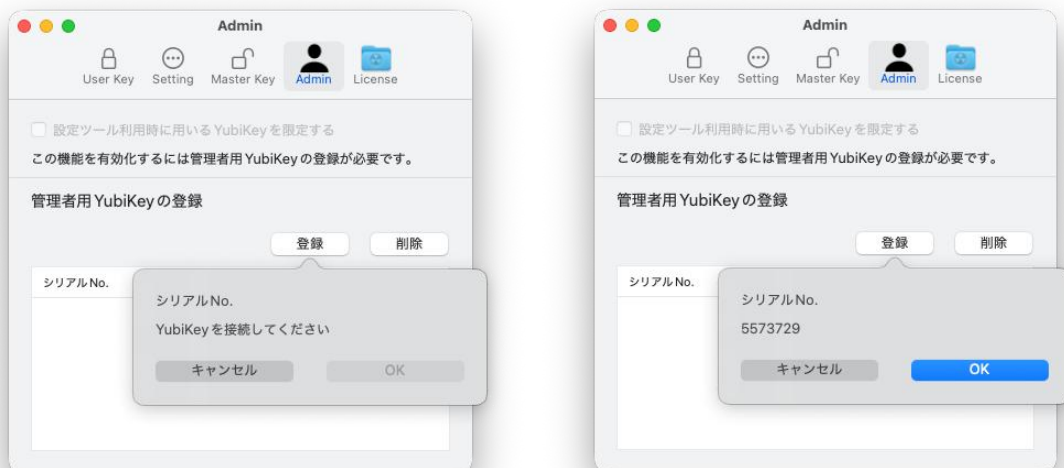 Admin
User Key Setting Master Key Admin License
設定ツール利用時に用いるYubiKeyを限定する
この機能を有効化するには管理者用YubiKeyの登録が必要です。
管理者用YubiKeyの登録
登録 削除
シリアルNo.
シリアルNo.
YubiKeyを接続してください
キャンセル OK
Admin
User Key Setting Master Key Admin License
設定ツール利用時に用いるYubiKeyを限定する
この機能を有効化するには管理者用YubiKeyの登録が必要です。
管理者用YubiKeyの登録
登録 削除
シリアルNo.
シリアルNo.
5573729
キャンセル OK